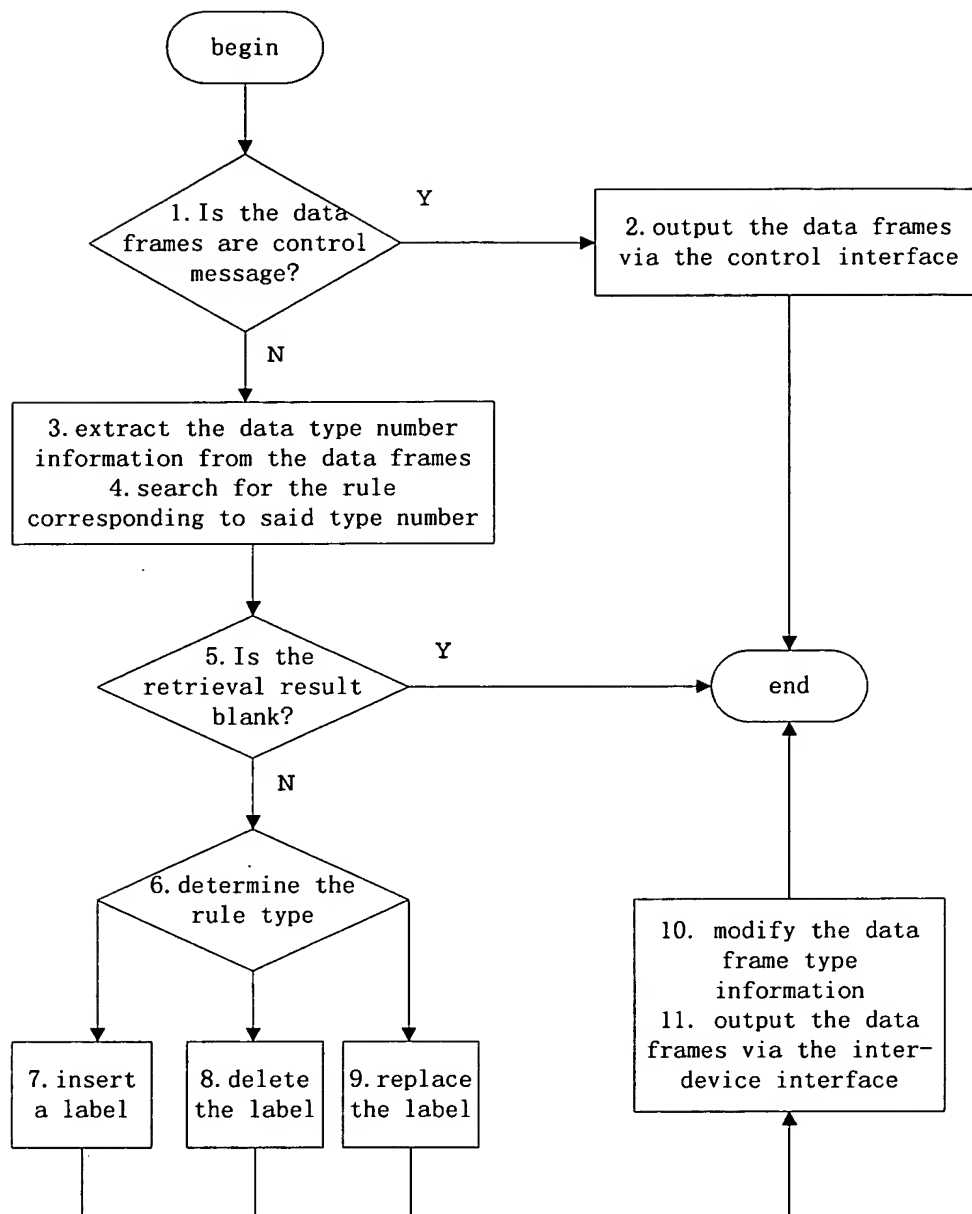 begin
1. Is the data
frames are control
message?
Y
2. output the data frames
via the control interface
N
3. extract the data type number
information from the data frames
4. search for the rule
corresponding to said type number
5. Is the
retrieval result
blank?
Y
end
N
6. determine the
rule type
7. insert
a label
8. delete
the label
9. replace
the label
10. modify the data
frame type
information
11. output the data
frames via the inter-
device interface